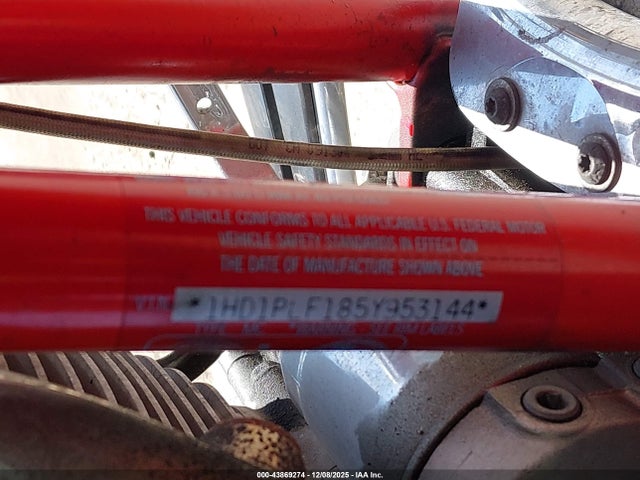 DOT
THIS VEHICLE CONFORMS TO ALL APPLICABLE U.S. FEDERAL MOTOR
VEHICLE SAFETY STANDARDS IN EFFECT ON
THE DATE OF MANUFACTURE SHOWN ABOVE
*1HD1PLF185Y953144*
000-43869274 12/08/2025 ©IAA Inc.